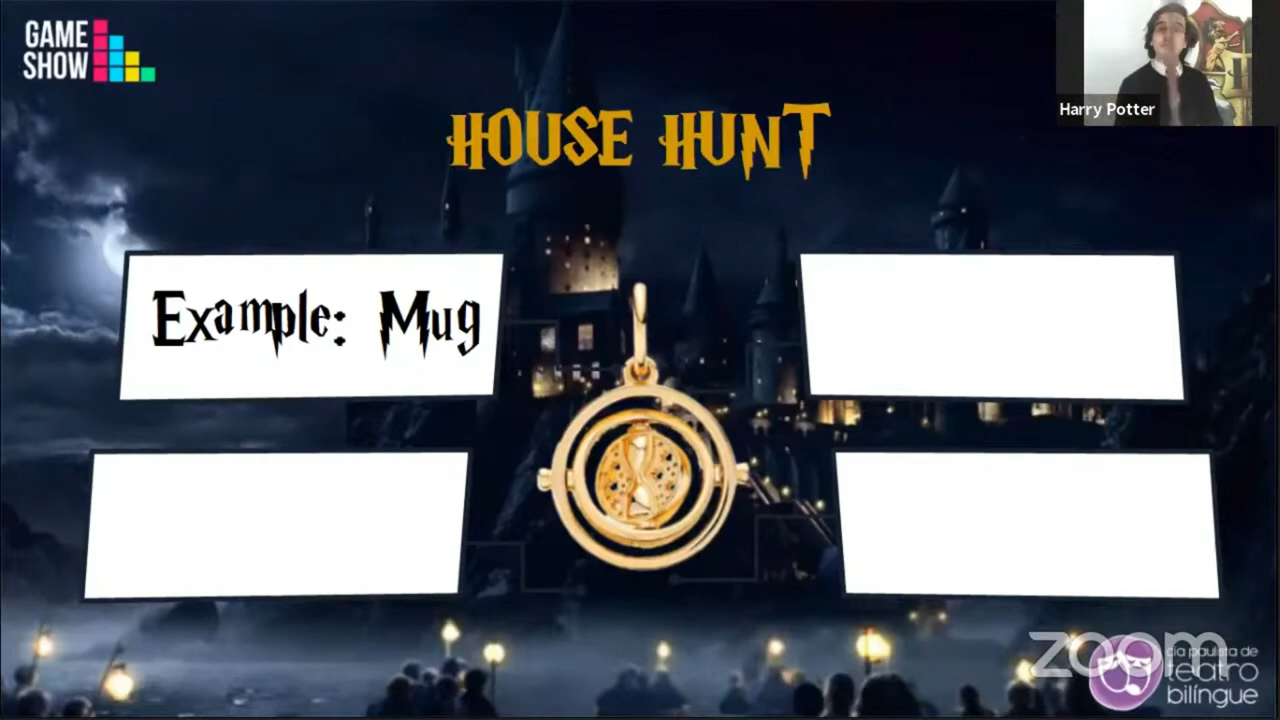 GAME
SHOW
Harry Potter
HOUSE HUNT
Example: Mug
zoom
cia paulista de
teatro
bilíngue